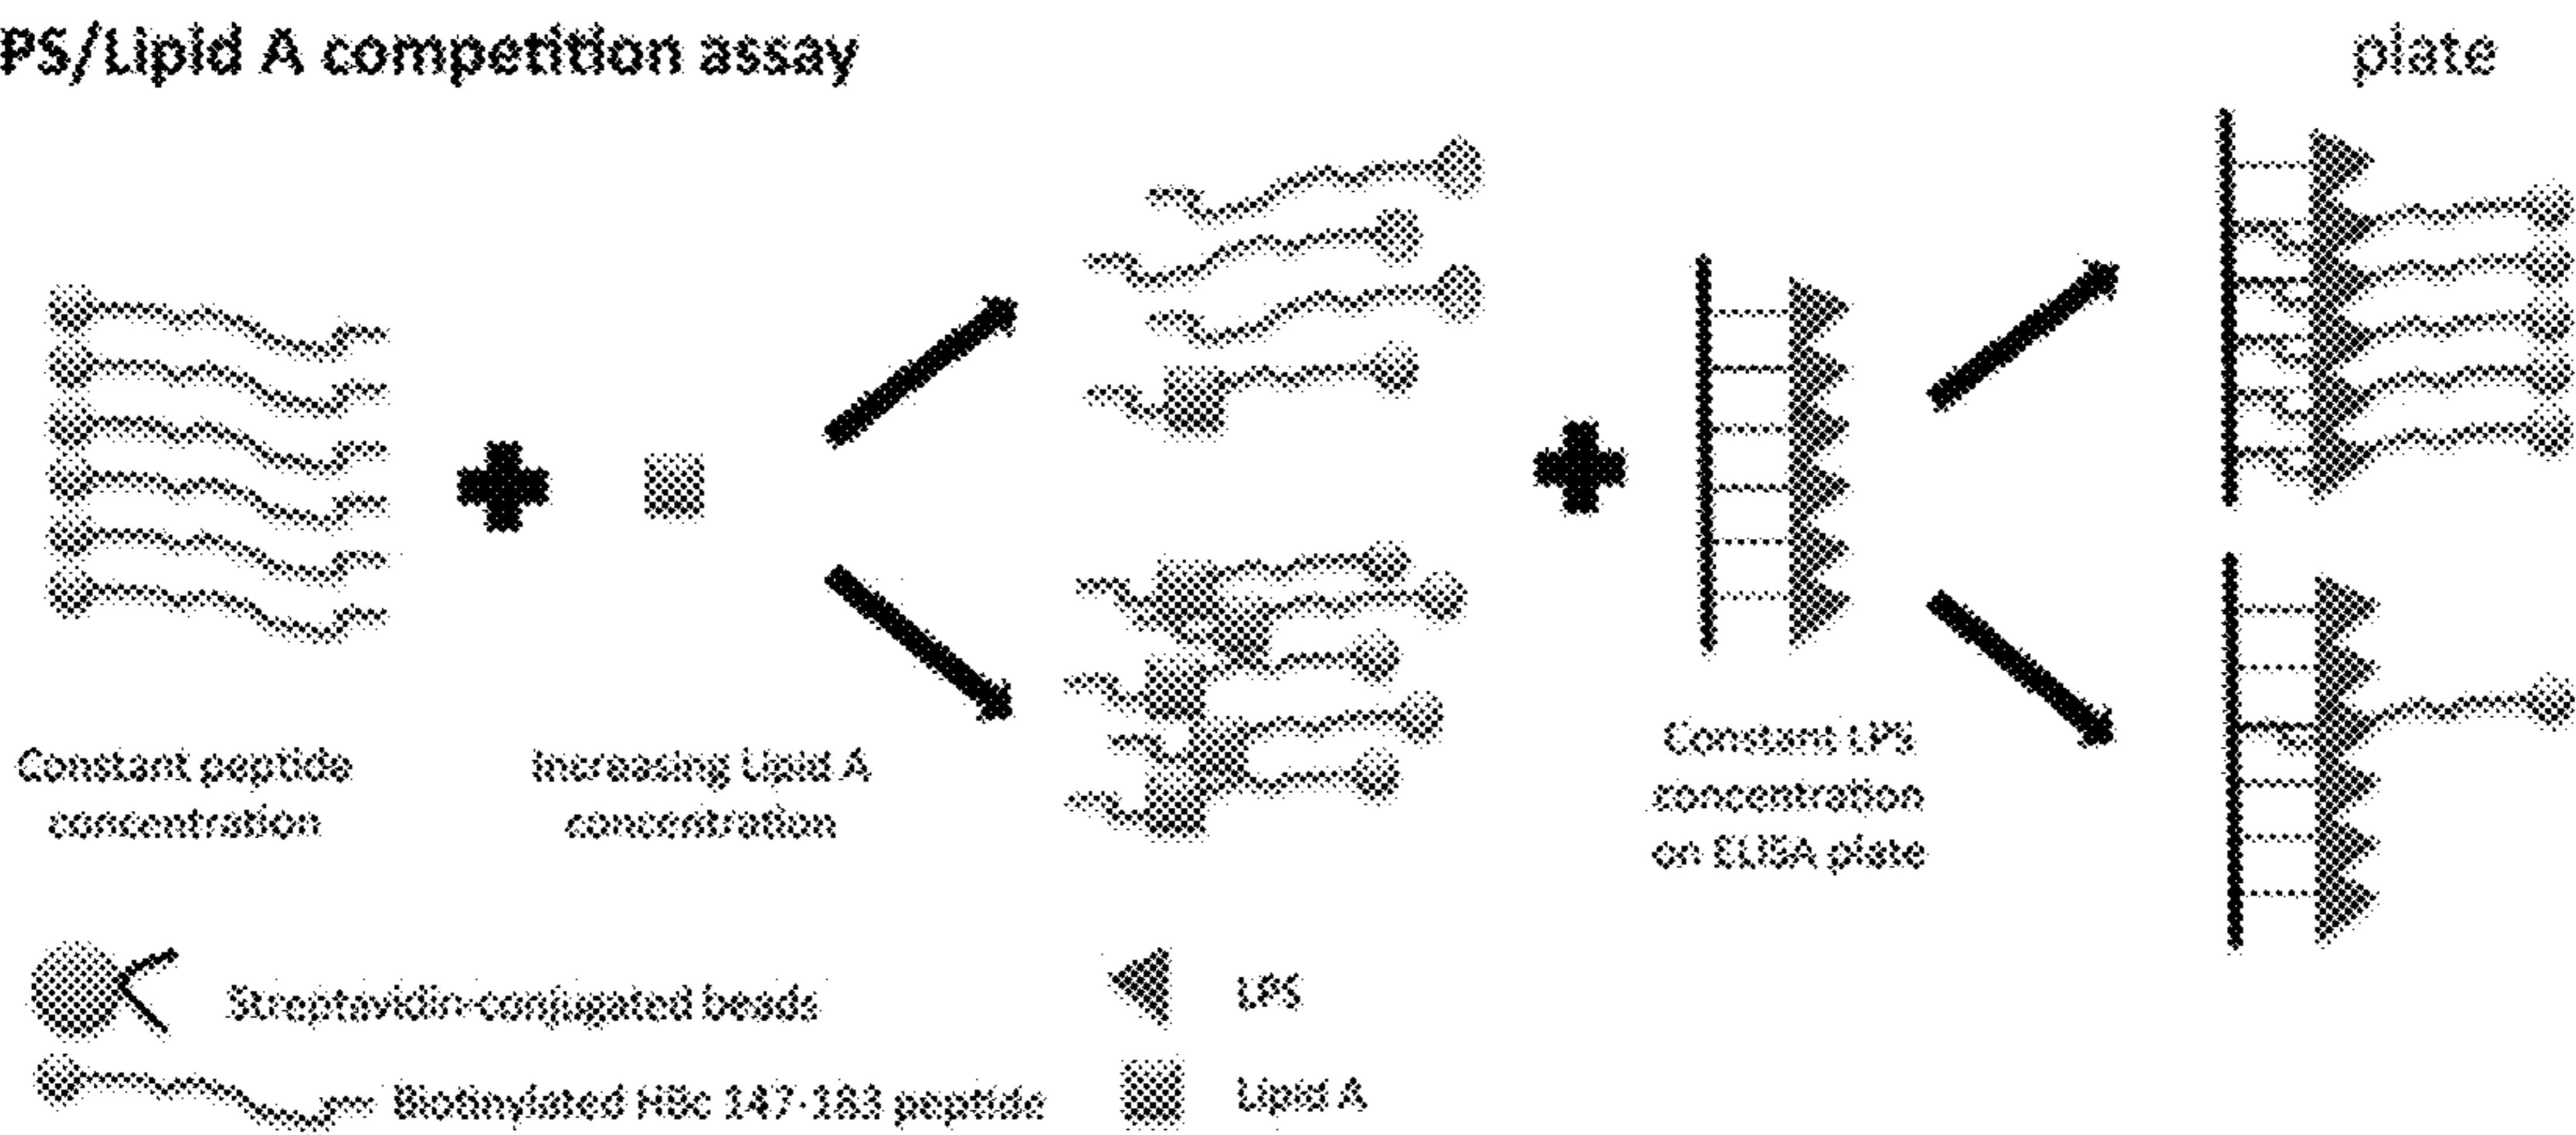 PS/Lipid A competition assay
plate
Constant peptide
concentration
Increasing Lipid A
concentration
Constant LPS
concentration
on ELISA plate
Streptavidin-conjugated beads
LPS
Biotinylated HBc 147-183 peptide
Lipid A